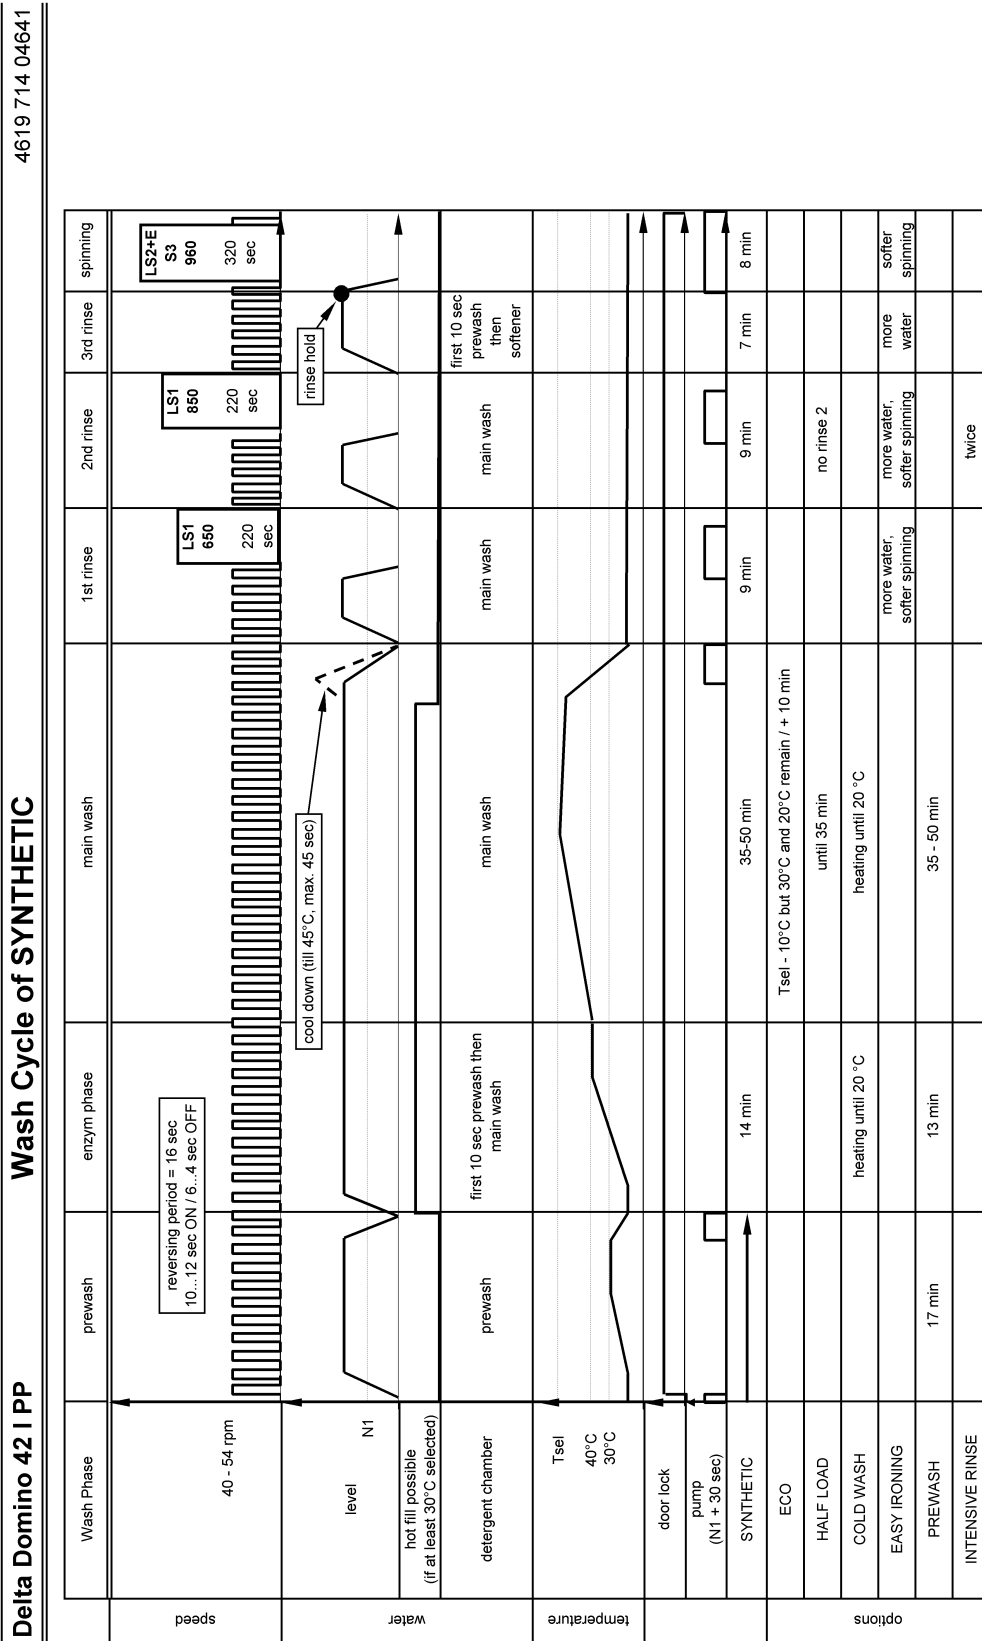 Delta Domino 42 I PP
Wash Cycle of SYNTHETIC
4619 714 04641
Wash Phase
prewash
enzym phase
main wash
1st rinse
2nd rinse
3rd rinse
spinning
speed
40 - 54 rpm
reversing period = 16 sec
10...12 sec ON / 6...4 sec OFF
LS1
650
220
sec
LS1
850
220
sec
LS2+E
S3
960
320
sec
water
level
N1
cool down (till 45°C, max. 45 sec)
rinse hold
hot fill possible
(if at least 30°C selected)
detergent chamber
prewash
first 10 sec prewash then
main wash
main wash
main wash
main wash
first 10 sec
prewash
then
softener
temperature
Tsel
40°C
30°C
door lock
pump
(N1 + 30 sec)
SYNTHETIC
14 min
35-50 min
9 min
9 min
7 min
8 min
options
ECO
Tsel - 10°C but 30°C and 20°C remain / + 10 min
HALF LOAD
until 35 min
no rinse 2
COLD WASH
heating until 20 °C
heating until 20 °C
EASY IRONING
more water,
softer spinning
more water,
softer spinning
more
water
softer
spinning
PREWASH
17 min
13 min
35 - 50 min
INTENSIVE RINSE
twice